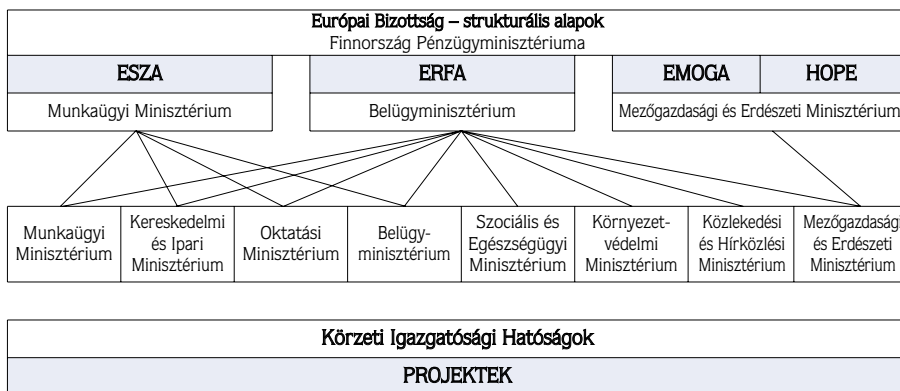 Európai Bizottság – strukturális alapok
Finnország Pénzügyminisztériuma
ESZA
ERFA
EMOGA
HOPE
Munkaügyi Minisztérium
Belügyminisztérium
Mezőgazdasági és Erdészeti Minisztérium
Munkaügyi
Minisztérium
Kereskedelmi
és Ipari
Minisztérium
Oktatási
Minisztérium
Belügy-
minisztérium
Szociális és
Egészségügyi
Minisztérium
Környezet-
védelmi
Minisztérium
Közlekedési
és Hírközlési
Minisztérium
Mezőgazdasági
és Erdészeti
Minisztérium
Körzeti Igazgatósági Hatóságok
PROJEKTEK